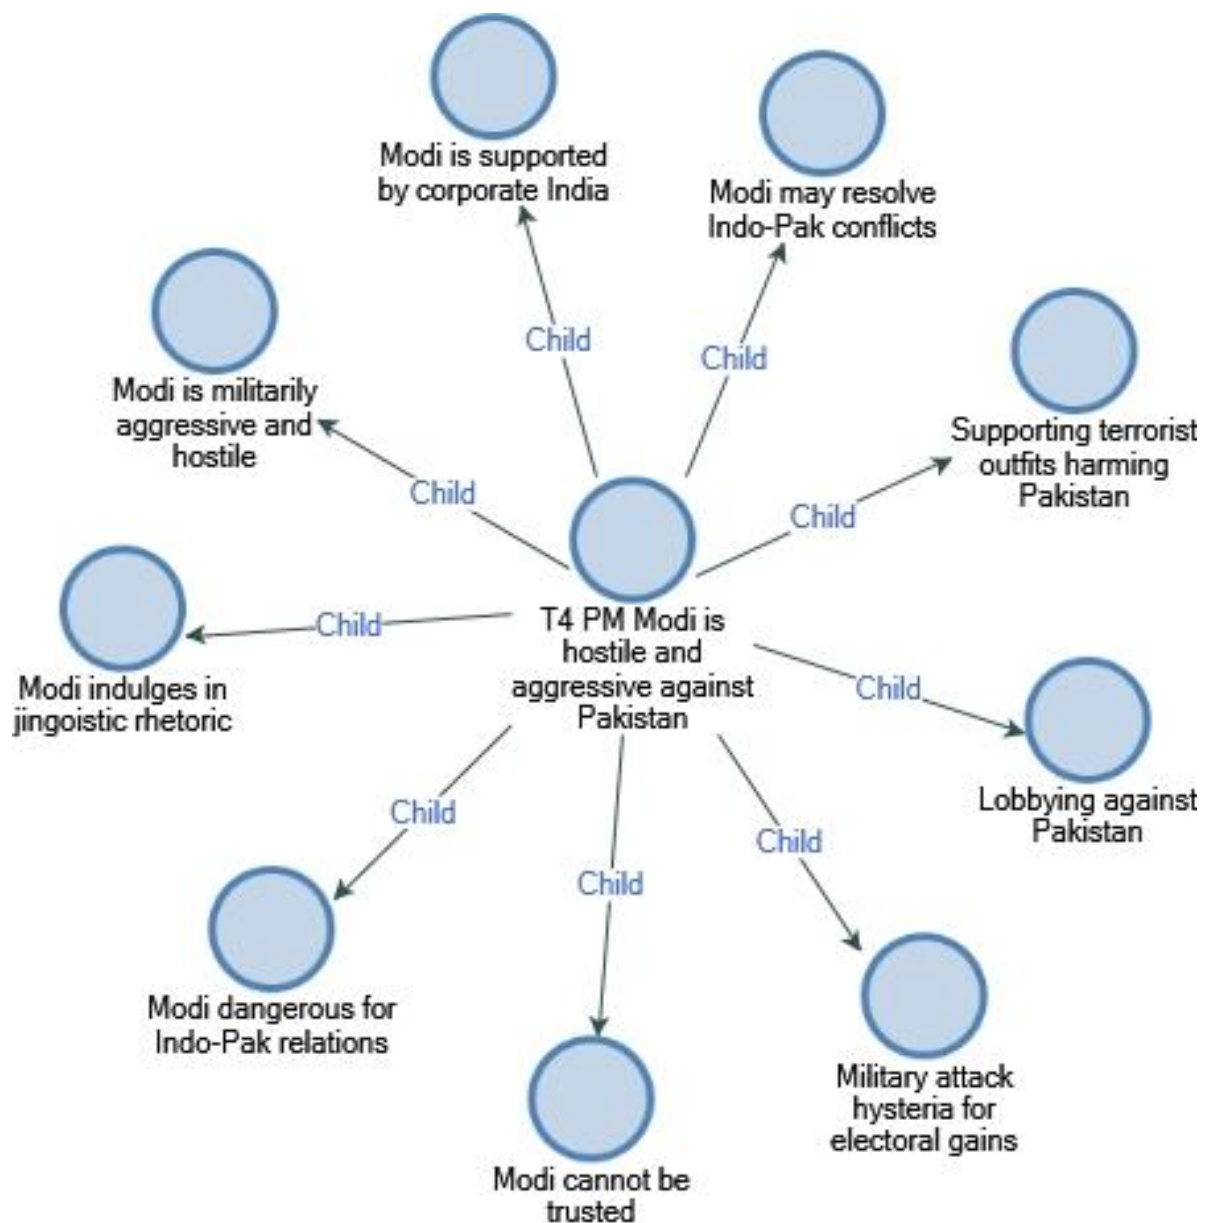 Modi is supported
by corporate India
Modi may resolve
Indo-Pak conflicts
Child
Child
Modi is militarily
aggressive and
hostile
Supporting terrorist
outfits harming
Pakistan
Child
Child
T4 PM Modi is
hostile and
aggressive against
Pakistan
Child
Modi indulges in
jingoistic rhetoric
Child
Lobbying against
Pakistan
Child
Child
Child
Modi dangerous for
Indo-Pak relations
Military attack
hysteria for
electoral gains
Modi cannot be
trusted